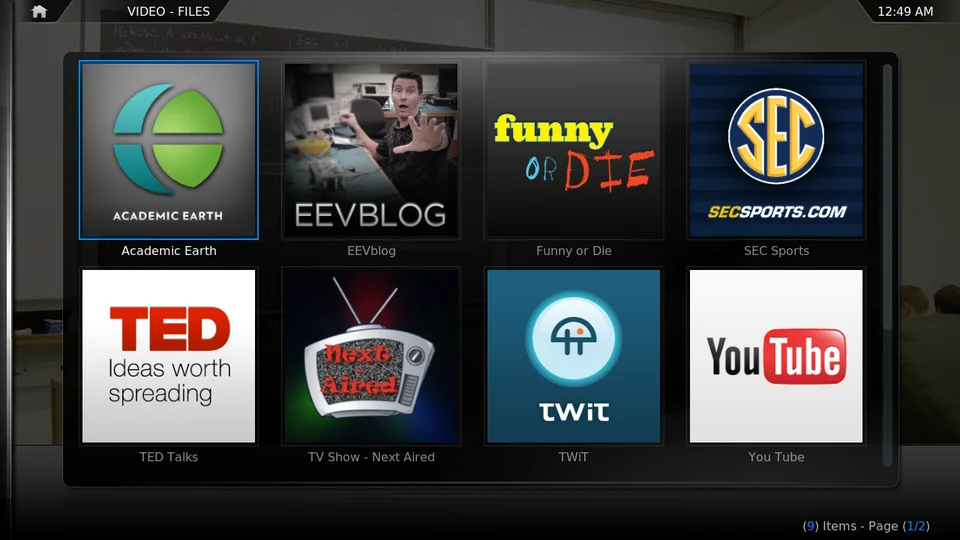 VIDEO - FILES
12:49 AM
ACADEMIC EARTH
EEVBLOG
funny
OR DIE
SEC
SECSPORTS.COM
Academic Earth
EEVblog
Funny or Die
SEC Sports
TED
Ideas worth
spreading
Next
Aired
TWiT
You Tube
TED Talks
TV Show - Next Aired
TWiT
You Tube
(9) Items - Page (1/2)